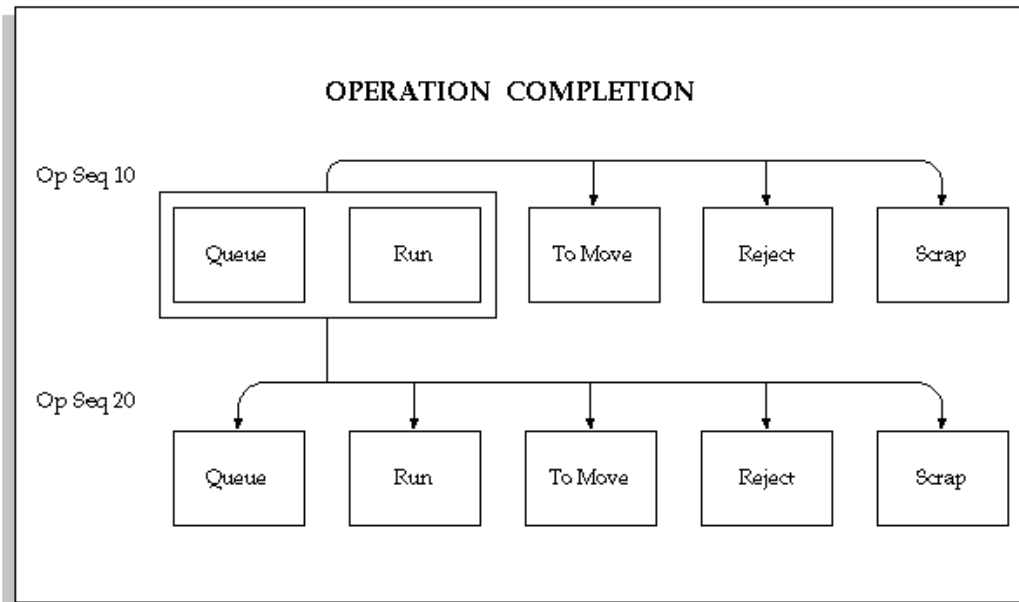 OPERATION COMPLETION
Op Seq 10
Queue
Run
To Move
Reject
Scrap
Op Seq 20
Queue
Run
To Move
Reject
Scrap